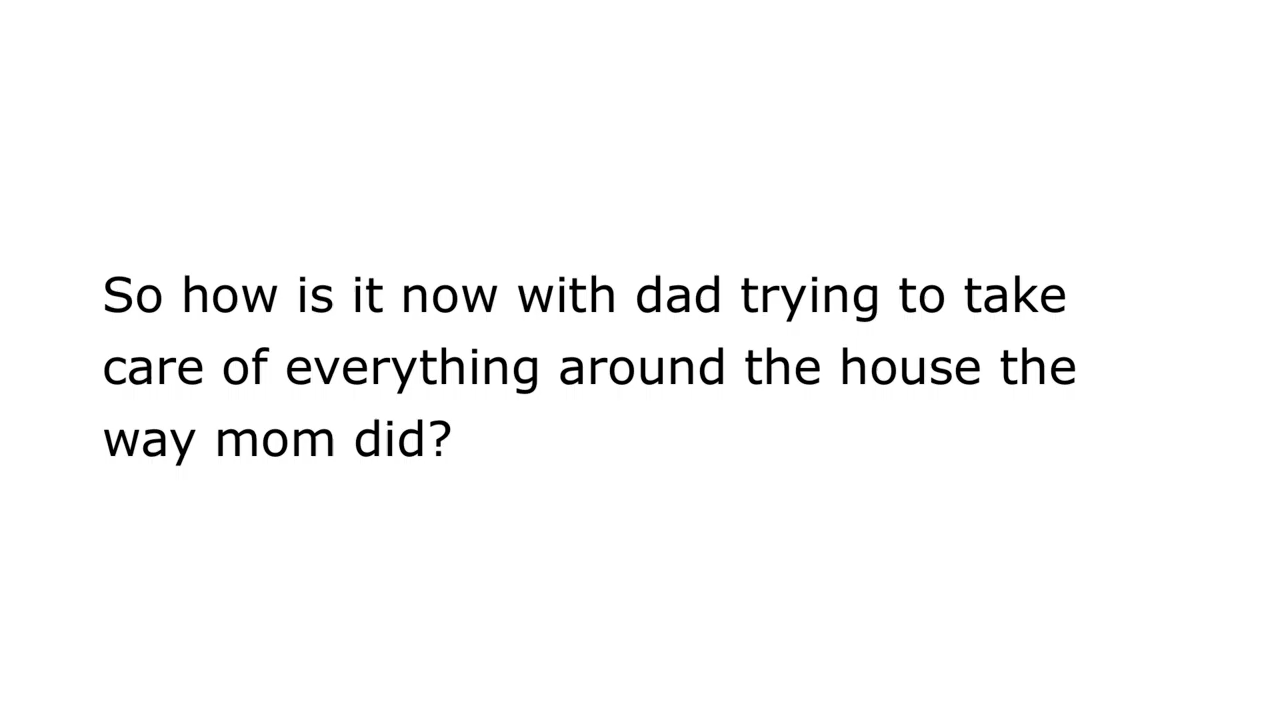 So how is it now with dad trying to take
care of everything around the house the
way mom did?